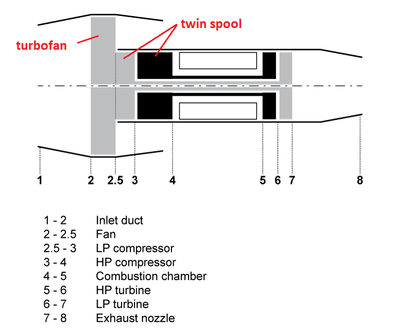 twin spool
turbofan
1 2 2.5 3 4 5 6 7 8
1 - 2 Inlet duct
2 - 2.5 Fan
2.5 - 3 LP compressor
3 - 4 HP compressor
4 - 5 Combustion chamber
5 - 6 HP turbine
6 - 7 LP turbine
7 - 8 Exhaust nozzle